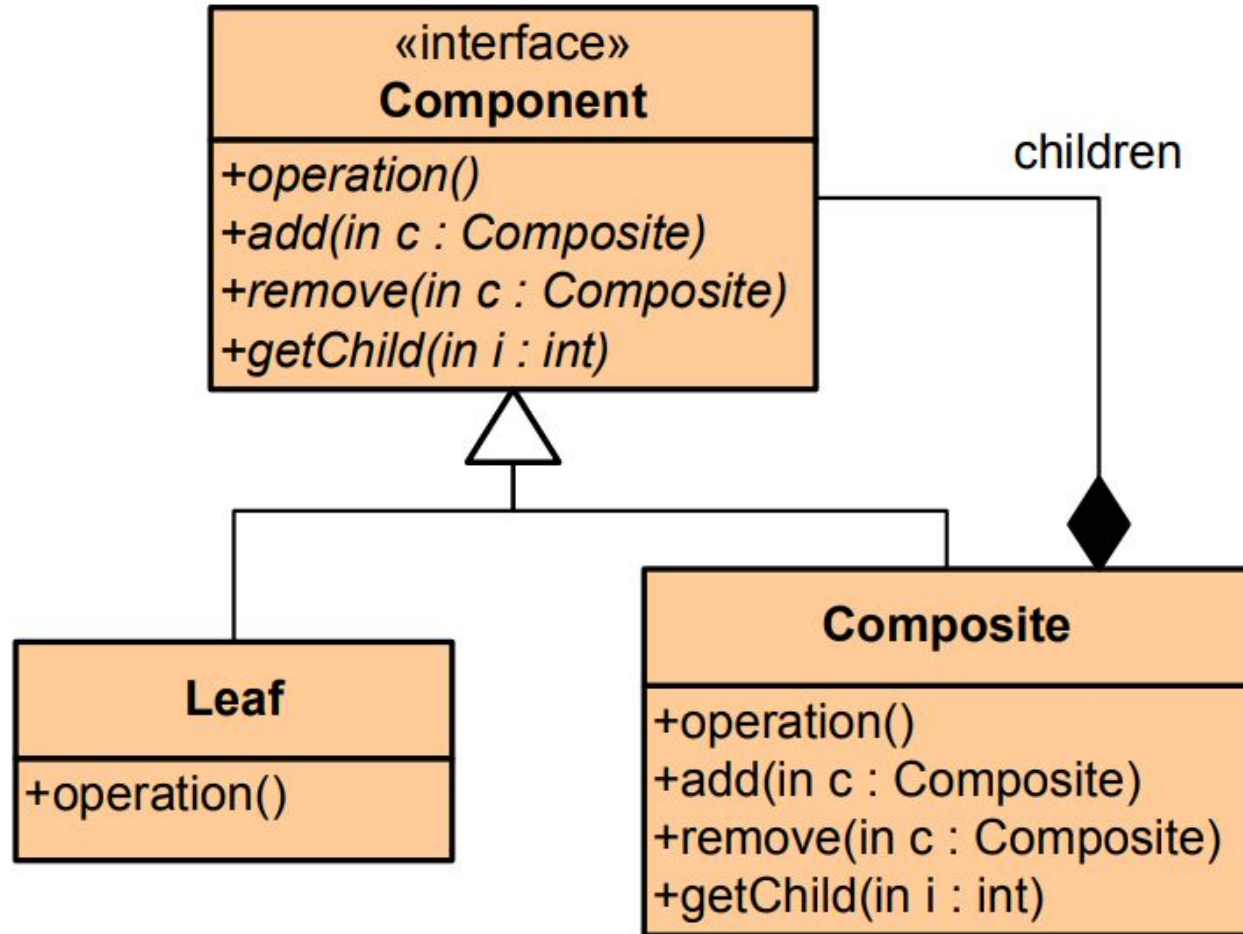 «interface»
Component
+operation()
+add(in c : Composite)
+remove(in c : Composite)
+getChild(in i : int)
children
Leaf
+operation()
Composite
+operation()
+add(in c : Composite)
+remove(in c : Composite)
+getChild(in i : int)